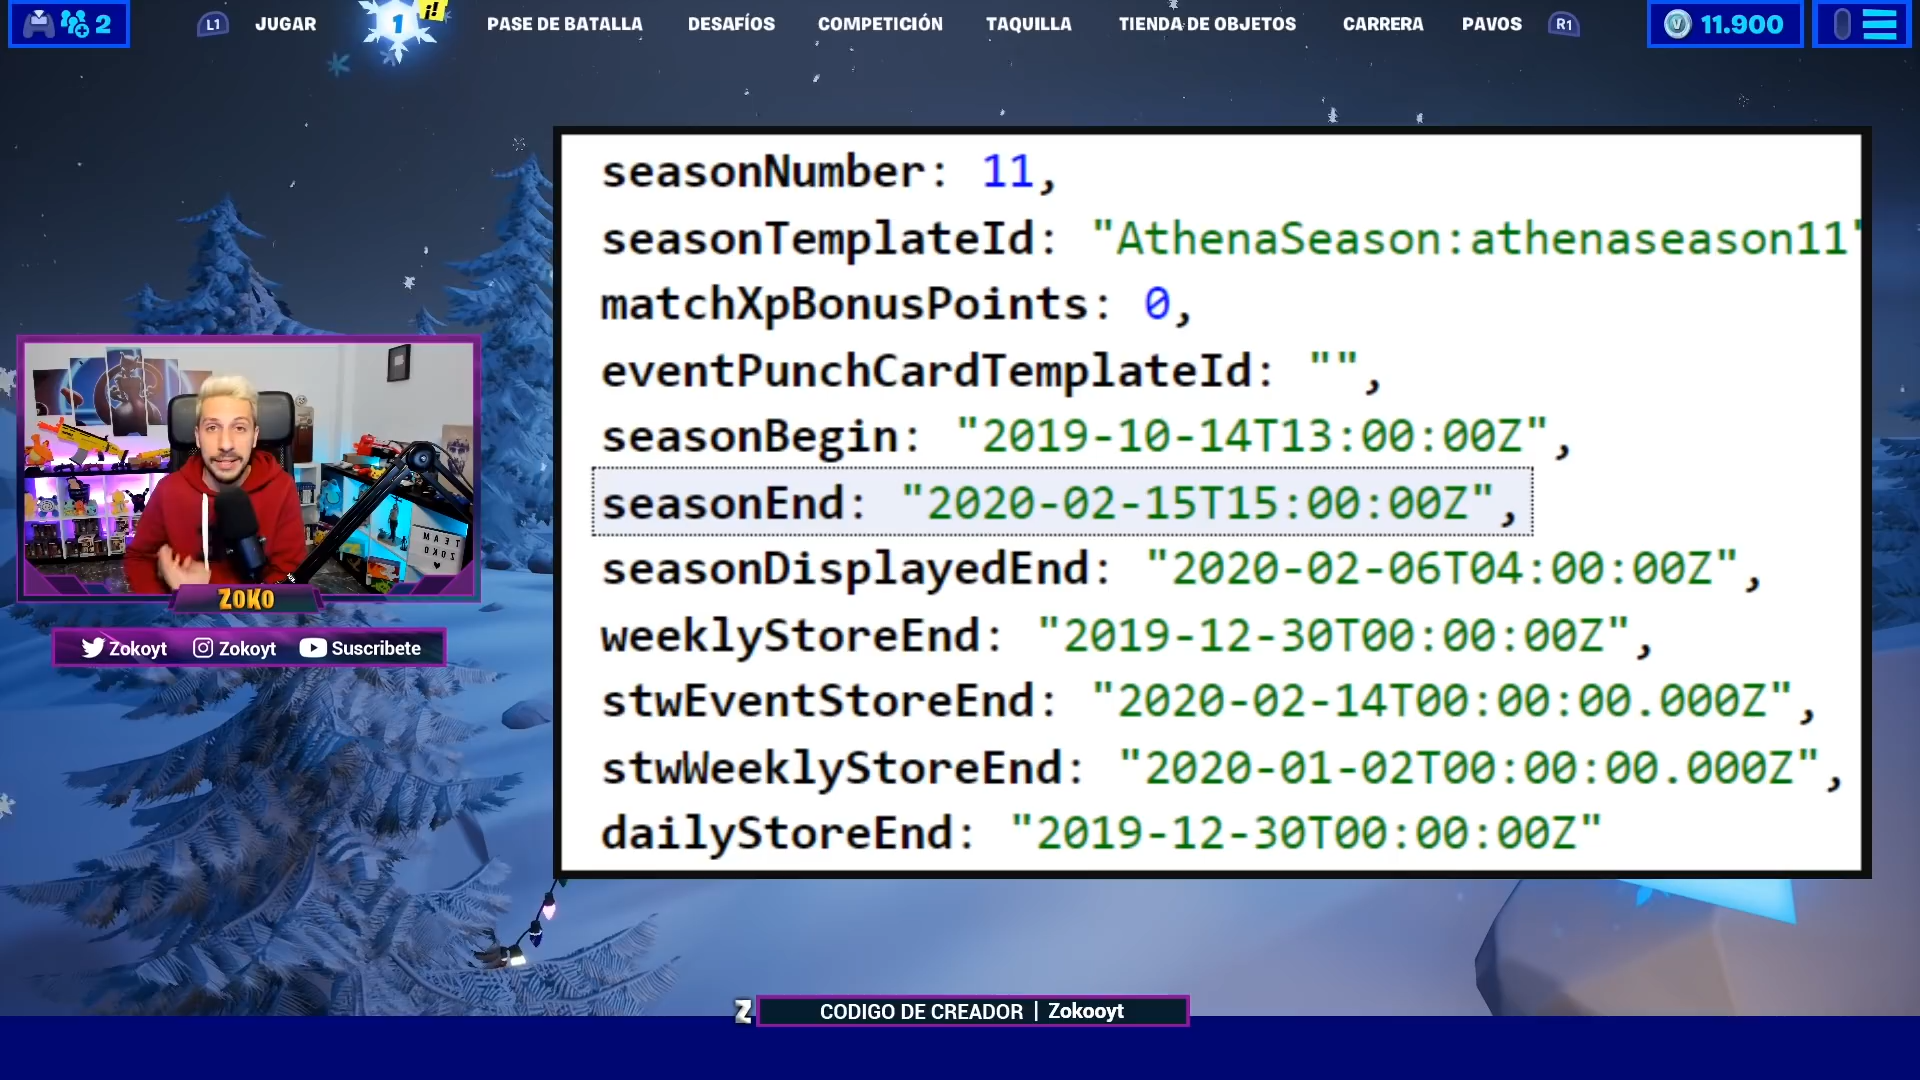 2
L1
JUGAR
1
¡!
PASE DE BATALLA
DESAFÍOS
COMPETICIÓN
TAQUILLA
TIENDA DE OBJETOS
CARRERA
PAVOS
R1
V
11.900
seasonNumber: 11,
seasonTemplateId: "AthenaSeason:athenaseason11"
matchXpBonusPoints: 0,
eventPunchCardTemplateId: "",
seasonBegin: "2019-10-14T13:00:00Z",
seasonEnd: "2020-02-15T15:00:00Z",
seasonDisplayedEnd: "2020-02-06T04:00:00Z",
weeklyStoreEnd: "2019-12-30T00:00:00Z",
stwEventStoreEnd: "2020-02-14T00:00:00.000Z",
stwWeeklyStoreEnd: "2020-01-02T00:00:00.000Z",
dailyStoreEnd: "2019-12-30T00:00:00Z"
TEAM
ZOKO
♥
ZoKo
Zokoyt
Zokoyt
Suscribete
Z
CODIGO DE CREADOR | Zokooyt